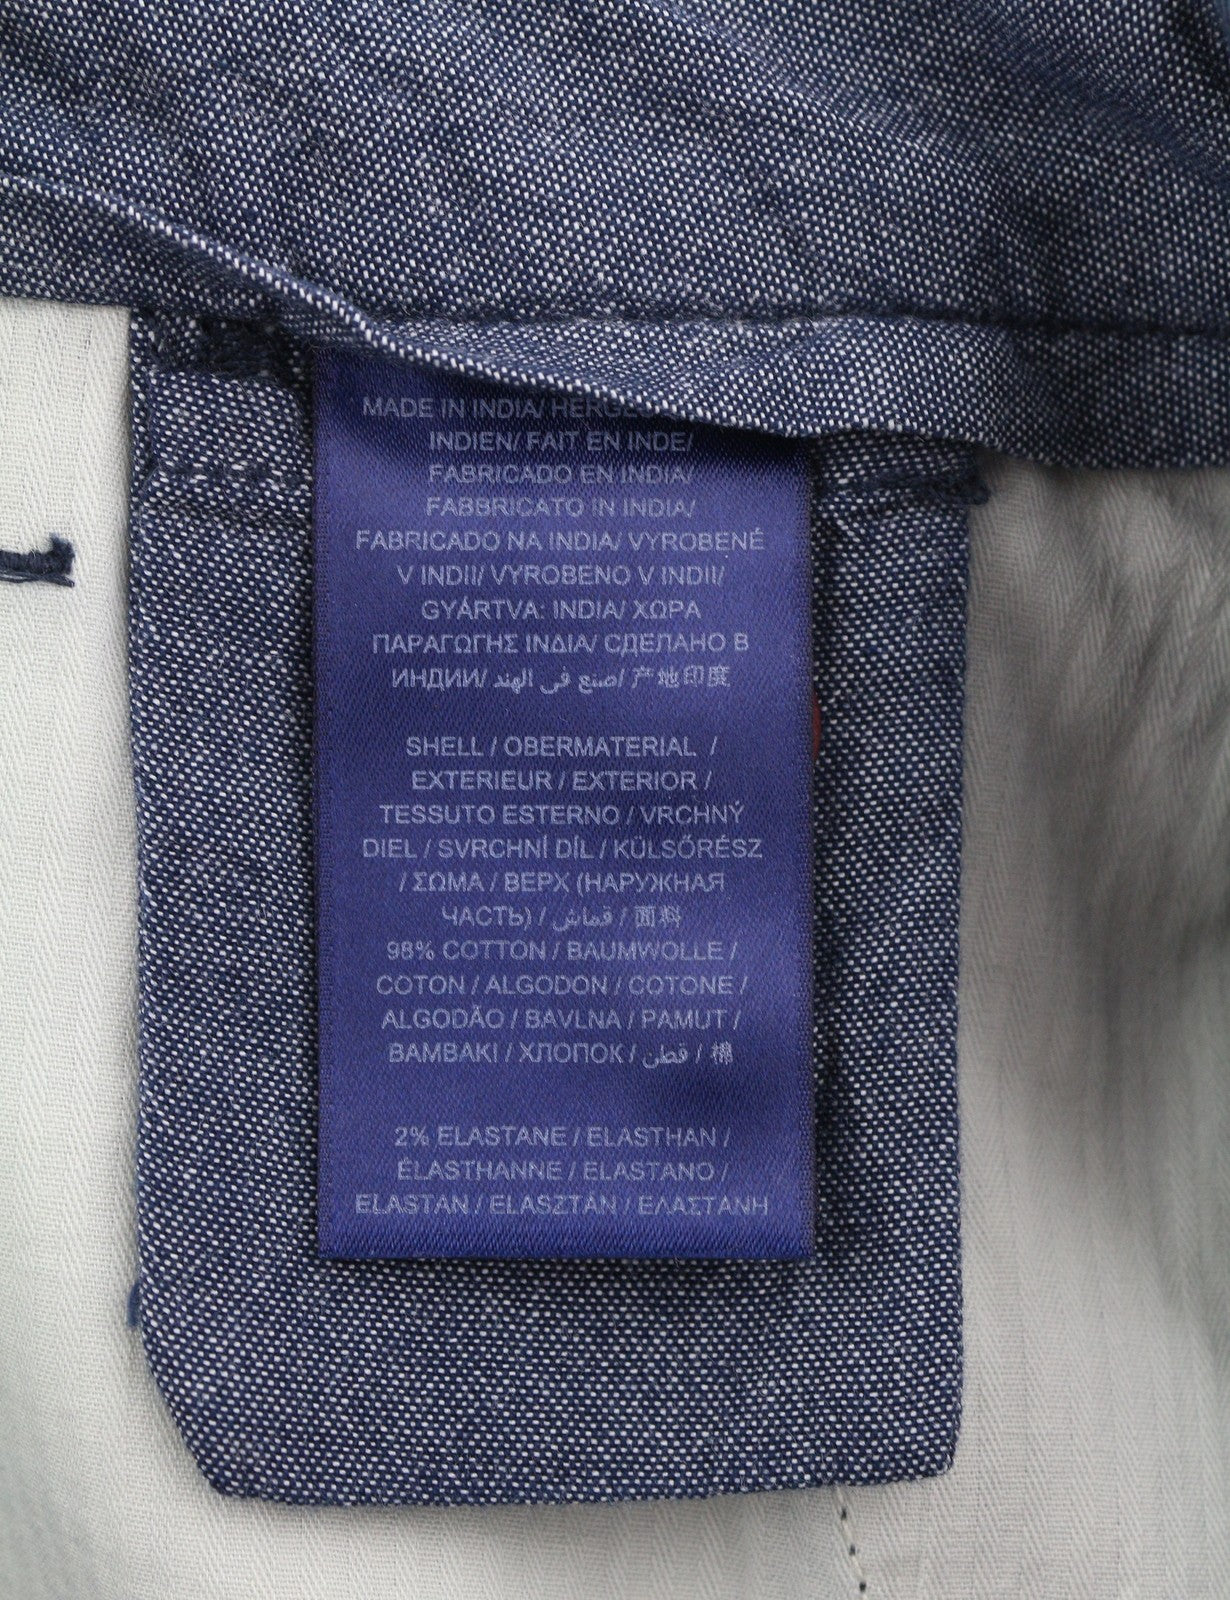 MADE IN INDIA/
INDIEN/ FAIT EN INDE/
FABRICADO EN INDIA/
FABBRICATO IN INDIA/
FABRICADO NA INDIA/ VYROBENÉ
V INDII/ VYROBENO V INDII/
GYÁRTVA: INDIA/ ΧΩΡΑ
ΠΑΡΑΓΩΓΗΣ ΙΝΔΙΑ/ СДЕЛАНО В
ИНДИИ/ صنع في الهند/ 产地印度
SHELL / OBERMATERIAL /
EXTERIEUR / EXTERIOR /
TESSUTO ESTERNO / VRCHNÝ
DIEL / SVRCHNÍ DÍL / KÜLSŐRÉSZ
/ ΣΩΜΑ / ВЕРХ (НАРУЖНАЯ
ЧАСТЬ) / قماش / 面料
98% COTTON / BAUMWOLLE /
COTON / ALGODON / COTONE /
ALGODÃO / BAVLNA / PAMUT /
BAMBAKI / ХЛОПОК / قطن / 棉
2% ELASTANE / ELASTHAN /
ÉLASTHANNE / ELASTANO /
ELASTAN / ELASZTÁN / ΕΛΑΣΤΑΝΗ